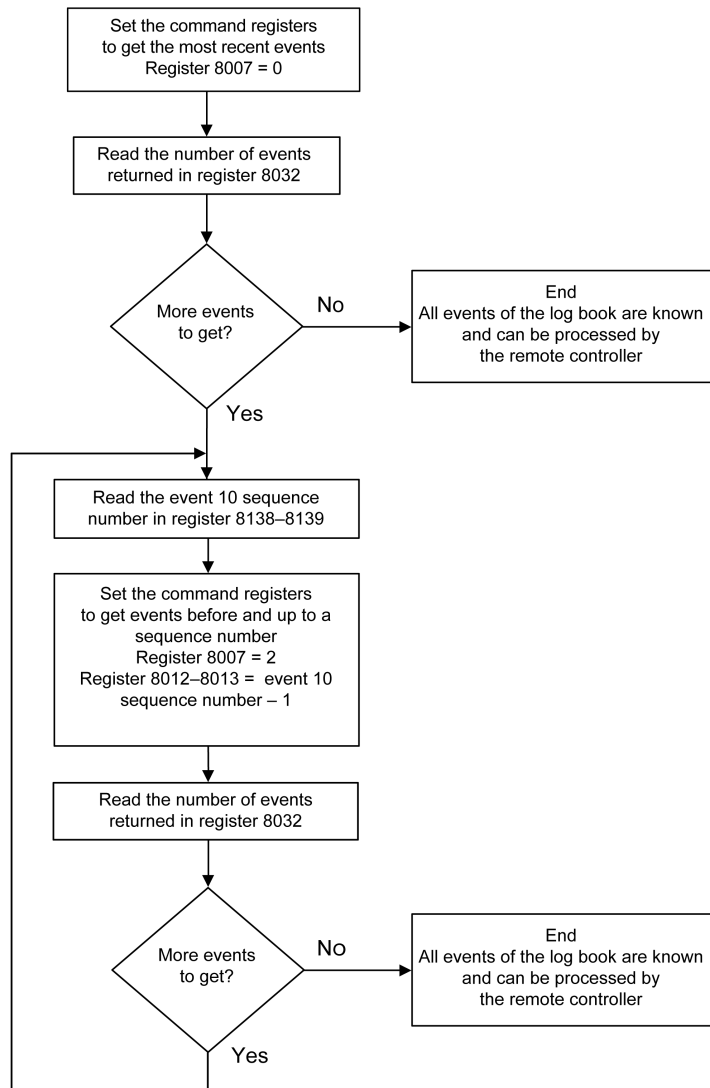 Set the command registers
to get the most recent events
Register 8007 = 0
Read the number of events
returned in register 8032
More events
to get?
No
End
All events of the log book are known
and can be processed by
the remote controller
Yes
Read the event 10 sequence
number in register 8138–8139
Set the command registers
to get events before and up to a
sequence number
Register 8007 = 2
Register 8012–8013 = event 10
sequence number – 1
Read the number of events
returned in register 8032
More events
to get?
No
End
All events of the log book are known
and can be processed by
the remote controller
Yes